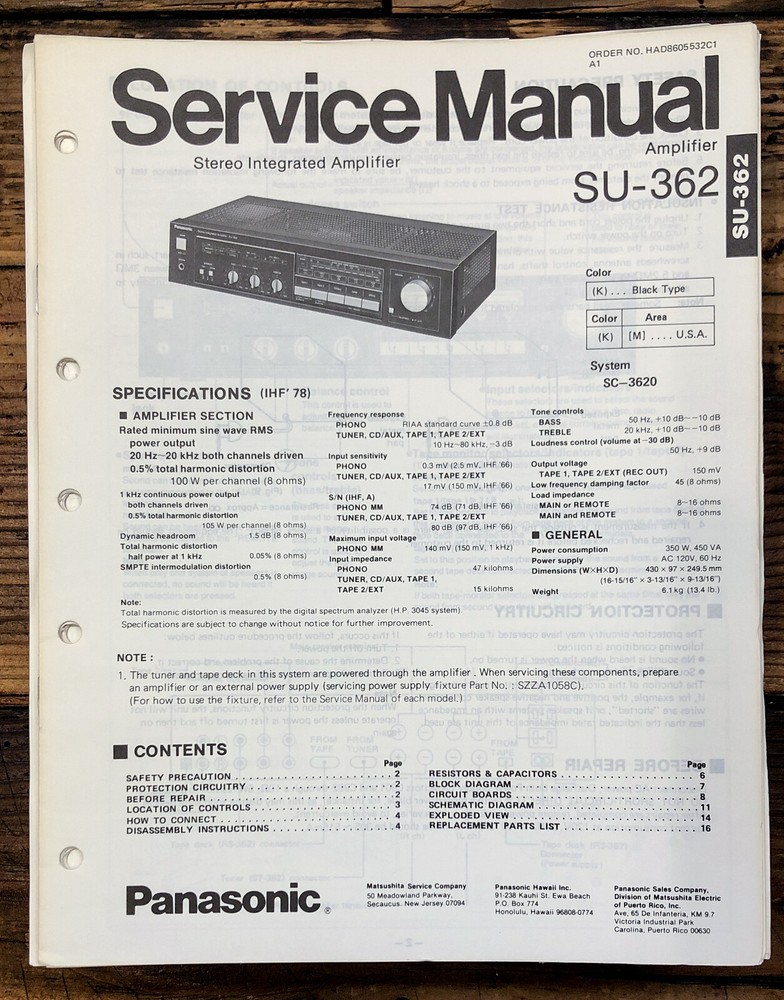 ORDER NO. HAD8605532C1
A1
Service Manual
Stereo Integrated Amplifier
Amplifier
SU-362
SU-362
Panasonic
Color
(K) . . . Black Type
Color Area
(K) [M] . . . . U.S.A.
System
SC–3620
SPECIFICATIONS (IHF' 78)
■ AMPLIFIER SECTION
Rated minimum sine wave RMS
power output
20 Hz~20 kHz both channels driven
0.5% total harmonic distortion
100 W per channel (8 ohms)
1 kHz continuous power output
both channels driven
0.5% total harmonic distortion
105 W per channel (8 ohms)
Dynamic headroom 1.5 dB (8 ohms)
Total harmonic distortion
half power at 1 kHz 0.05% (8 ohms)
SMPTE intermodulation distortion
0.5% (8 ohms)
Frequency response
PHONO RIAA standard curve ±0.8 dB
TUNER, CD/AUX, TAPE 1, TAPE 2/EXT
10 Hz~80 kHz, −3 dB
Input sensitivity
PHONO 0.3 mV (2.5 mV, IHF '66)
TUNER, CD/AUX, TAPE 1, TAPE 2/EXT
17 mV (150 mV, IHF '66)
S/N (IHF, A)
PHONO MM 74 dB (71 dB, IHF '66)
TUNER, CD/AUX, TAPE 1, TAPE 2/EXT
80 dB (97 dB, IHF '66)
Maximum input voltage
PHONO MM 140 mV (150 mV, 1 kHz)
Input impedance
PHONO 47 kilohms
TUNER, CD/AUX, TAPE 1,
TAPE 2/EXT 15 kilohms
Tone controls
BASS 50 Hz, +10 dB~−10 dB
TREBLE 20 kHz, +10 dB~−10 dB
Loudness control (volume at −30 dB)
50 Hz, +9 dB
Output voltage
TAPE 1, TAPE 2/EXT (REC OUT) 150 mV
Low frequency damping factor 45 (8 ohms)
Load impedance
MAIN or REMOTE 8~16 ohms
MAIN and REMOTE 8~16 ohms
■ GENERAL
Power consumption 350 W, 450 VA
Power supply AC 120V, 60 Hz
Dimensions (W×H×D) 430 × 97 × 249.5 mm
(16-15/16" × 3-13/16" × 9-13/16")
Weight 6.1 kg (13.4 lb.)
Note:
Total harmonic distortion is measured by the digital spectrum analyzer (H.P. 3045 system)
Specifications are subject to change without notice for further improvement.
NOTE :
1. The tuner and tape deck in this system are powered through the amplifier . When servicing these components, prepare
an amplifier or an external power supply (servicing power supply fixture Part No. : SZZA1058C).
(For how to use the fixture, refer to the Service Manual of each model.)
■ CONTENTS
Page
SAFETY PRECAUTION . . . . . . . . . . 2
PROTECTION CIRCUITRY . . . . . . . . . . 2
BEFORE REPAIR . . . . . . . . . . 2
LOCATION OF CONTROLS . . . . . . . . . . 3
HOW TO CONNECT . . . . . . . . . . 4
DISASSEMBLY INSTRUCTIONS . . . . . . . . . . 4
Page
RESISTORS & CAPACITORS . . . . . . . . . . 6
BLOCK DIAGRAM . . . . . . . . . . 7
CIRCUIT BOARDS . . . . . . . . . . 8
SCHEMATIC DIAGRAM . . . . . . . . . . 11
EXPLODED VIEW . . . . . . . . . . 14
REPLACEMENT PARTS LIST . . . . . . . . . . 16
Panasonic®
Matsushita Service Company
50 Meadowland Parkway,
Secaucus, New Jersey 07094
Panasonic Hawaii Inc.
91-238 Kauhi St. Ewa Beach
P.O. Box 774
Honolulu, Hawaii 96808-0774
Panasonic Sales Company,
Division of Matsushita Electric
of Puerto Rico, Inc.
Ave, 65 De Infanteria, KM 9.7
Victoria Industrial Park
Carolina, Puerto Rico 00630